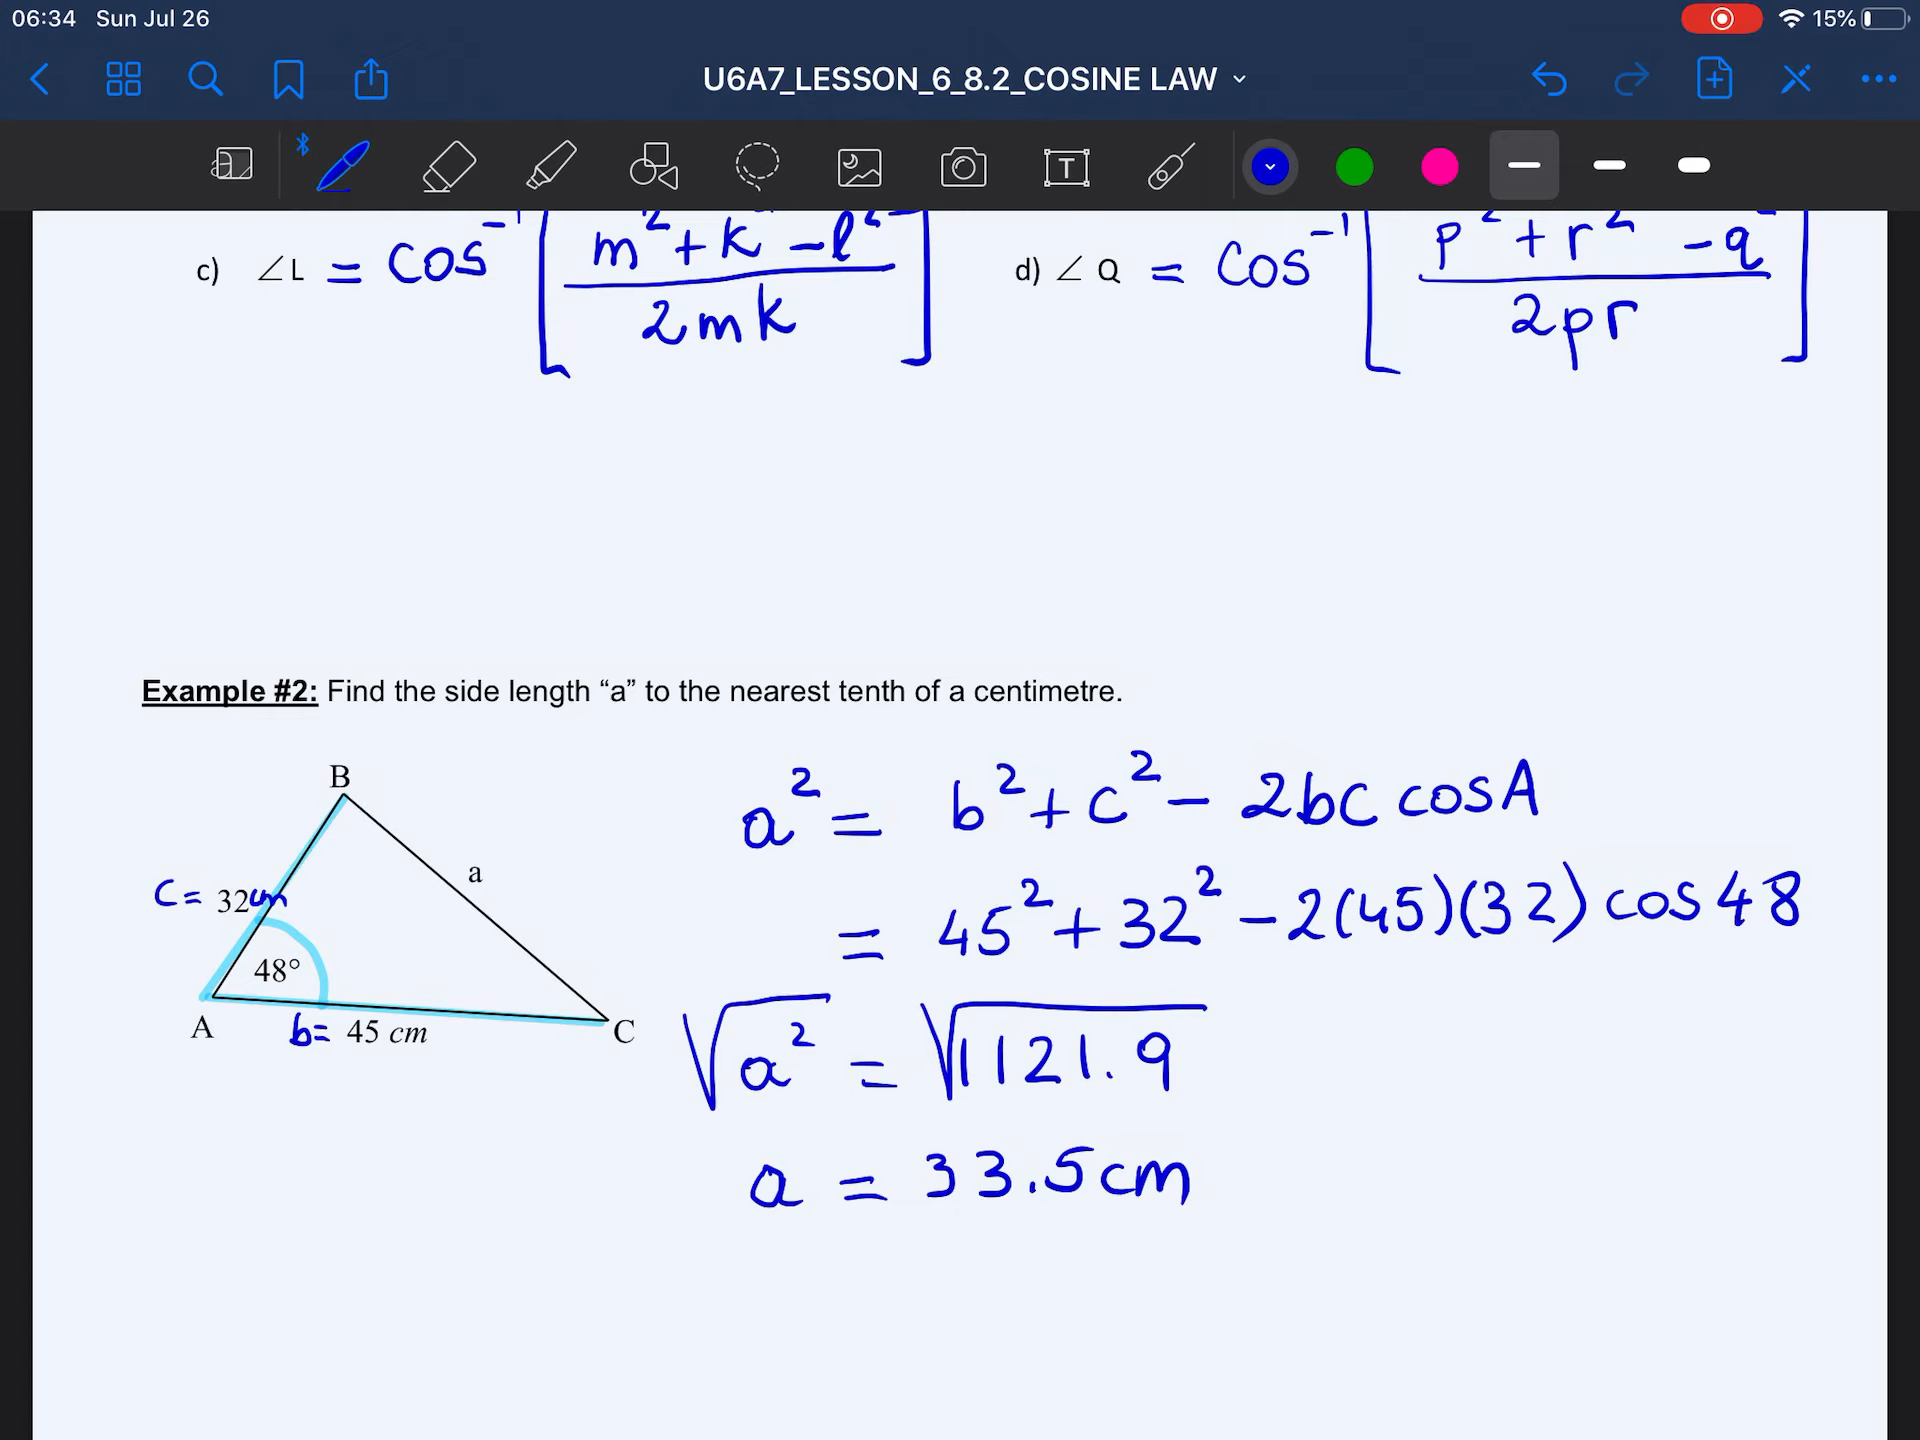 06:34 Sun Jul 26 15%
U6A7_LESSON_6_8.2_COSINE LAW
T
c) ∠L = cos⁻¹ [ m² + k² − l² / 2mk ] d) ∠Q = cos⁻¹ [ p² + r² − q² / 2pr ]
Example #2: Find the side length “a” to the nearest tenth of a centimetre.
B
a
c = 32cm
48°
A
b = 45 cm
C
a² = b² + c² − 2bc cosA
= 45² + 32² − 2(45)(32) cos 48
√a² = √1121.9
a = 33.5cm